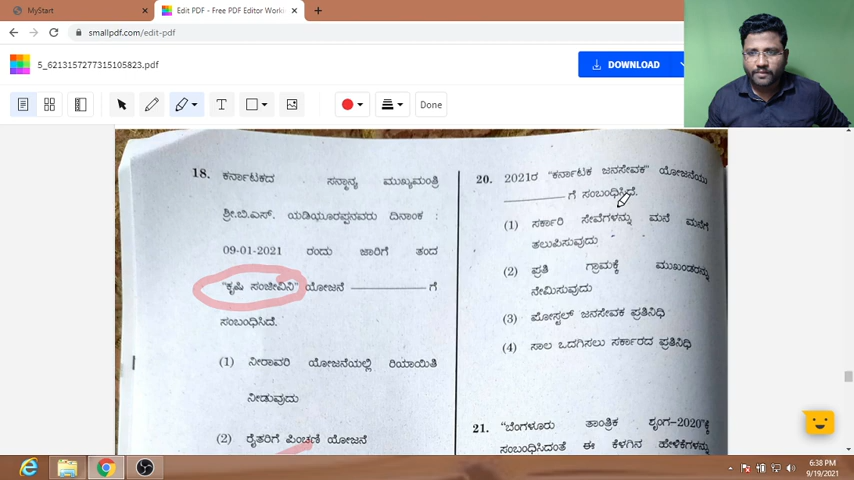 MyStart
Edit PDF - Free PDF Editor Work
smallpdf.com/edit-pdf
5_6213157277315105823.pdf
DOWNLOAD
T
Done
18. ಕರ್ನಾಟಕದ ಸನ್ಮಾನ್ಯ ಮುಖ್ಯಮಂತ್ರಿ
ಶ್ರೀ.ಬಿ.ಎಸ್. ಯಡಿಯೂರಪ್ಪನವರು ದಿನಾಂಕ :
09-01-2021 ರಂದು ಜಾರಿಗೆ ತಂದ
"ಕೃಷಿ ಸಂಜೀವಿನಿ" ಯೋಜನೆ ________ ಗೆ
ಸಂಬಂಧಿಸಿದೆ.
(1) ನೀರಾವರಿ ಯೋಜನೆಯಲ್ಲಿ ರಿಯಾಯಿತಿ
ನೀಡುವುದು
(2) ರೈತರಿಗೆ ಪಿಂಚಣಿ ಯೋಜನೆ
20. 2021ರ "ಕರ್ನಾಟಕ ಜನಸೇವಕ" ಯೋಜನೆಯು
________ ಗೆ ಸಂಬಂಧಿಸಿದೆ.
(1) ಸರ್ಕಾರಿ ಸೇವೆಗಳನ್ನು ಮನೆ ಮನೆಗೆ
ತಲುಪಿಸುವುದು
(2) ಪ್ರತಿ ಗ್ರಾಮಕ್ಕೆ ಮುಖಂಡರನ್ನು
ನೇಮಿಸುವುದು
(3) ಪೋಸ್ಟಲ್ ಜನಸೇವಕ ಪ್ರತಿನಿಧಿ
(4) ಸಾಲ ಒದಗಿಸಲು ಸರ್ಕಾರದ ಪ್ರತಿನಿಧಿ
21. "ಬೆಂಗಳೂರು ತಾಂತ್ರಿಕ ಶೃಂಗ-2020"ಕ್ಕೆ
ಸಂಬಂಧಿಸಿದಂತೆ ಈ ಕೆಳಗಿನ ಹೇಳಿಕೆಗಳನ್ನು
6:38 PM
9/19/2021